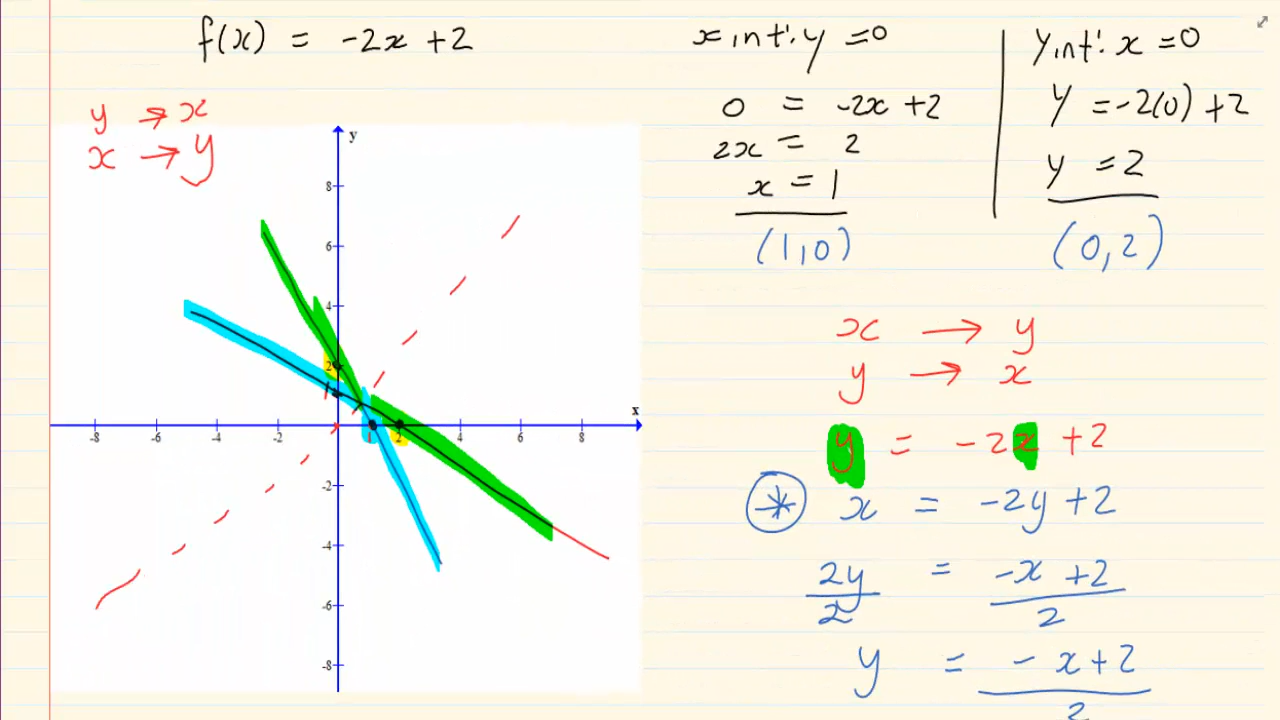 f(x) = -2x +2
y → x
x → y
x int: y =0
0 = -2x +2
2x = 2
x = 1
(1,0)
y int: x =0
y = -2(0) +2
y = 2
(0,2)
y
8
6
4
2
1
-8 -6 -2 1 2 4 6 8 x
-2
-4
-6
-8
x → y
y → x
y = -2x +2
* x = -2y +2
2y/2 = -x +2/2
y = -x+2/2